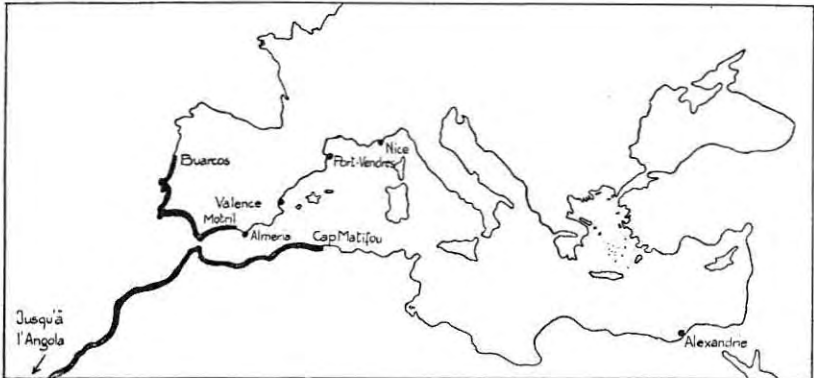 Buarcos
Nice
Port-Vendres
Valence
Motril
Almeria
Cap Matifou
Jusqu'à
l'Angola
Alexandrie